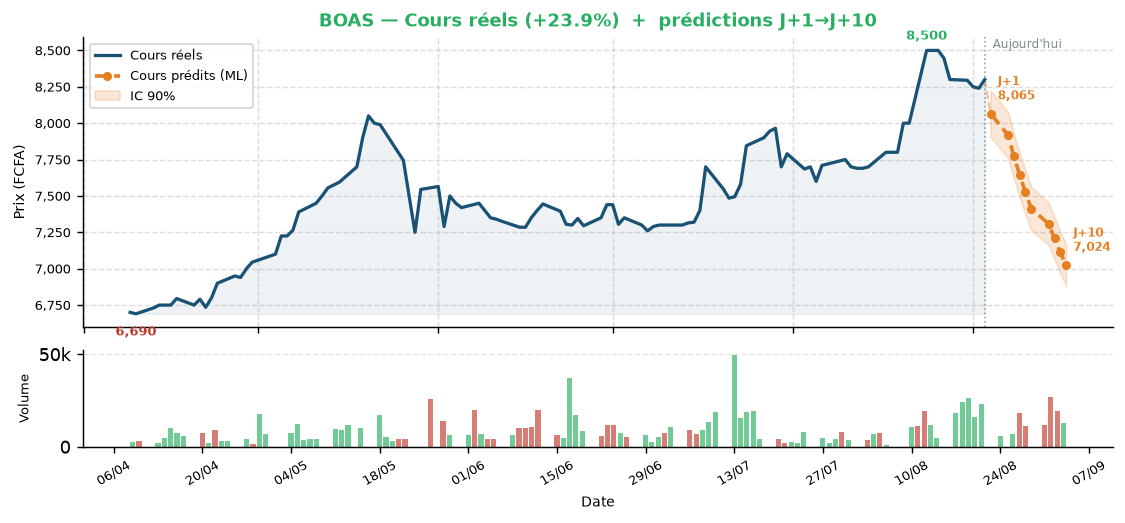 BOAS — Cours réels (+23.9%)  +  prédictions J+1→J+10
8,500
Aujourd'hui
Cours réels
Cours prédits (ML)
IC 90%
J+1
8,065
J+10
7,024
6,690
Prix (FCFA)
8,500
8,250
8,000
7,750
7,500
7,250
7,000
6,750
Volume
50k
0
06/04
20/04
04/05
18/05
01/06
15/06
29/06
13/07
27/07
10/08
24/08
07/09
Date